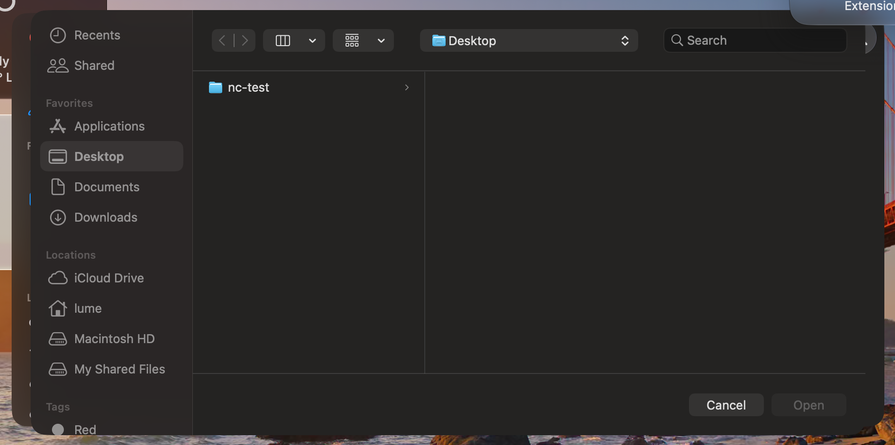 Extension
Recents
Shared
Favorites
Applications
Desktop
Documents
Downloads
Locations
iCloud Drive
lume
Macintosh HD
My Shared Files
Tags
Red
Desktop
Search
nc-test
Cancel
Open